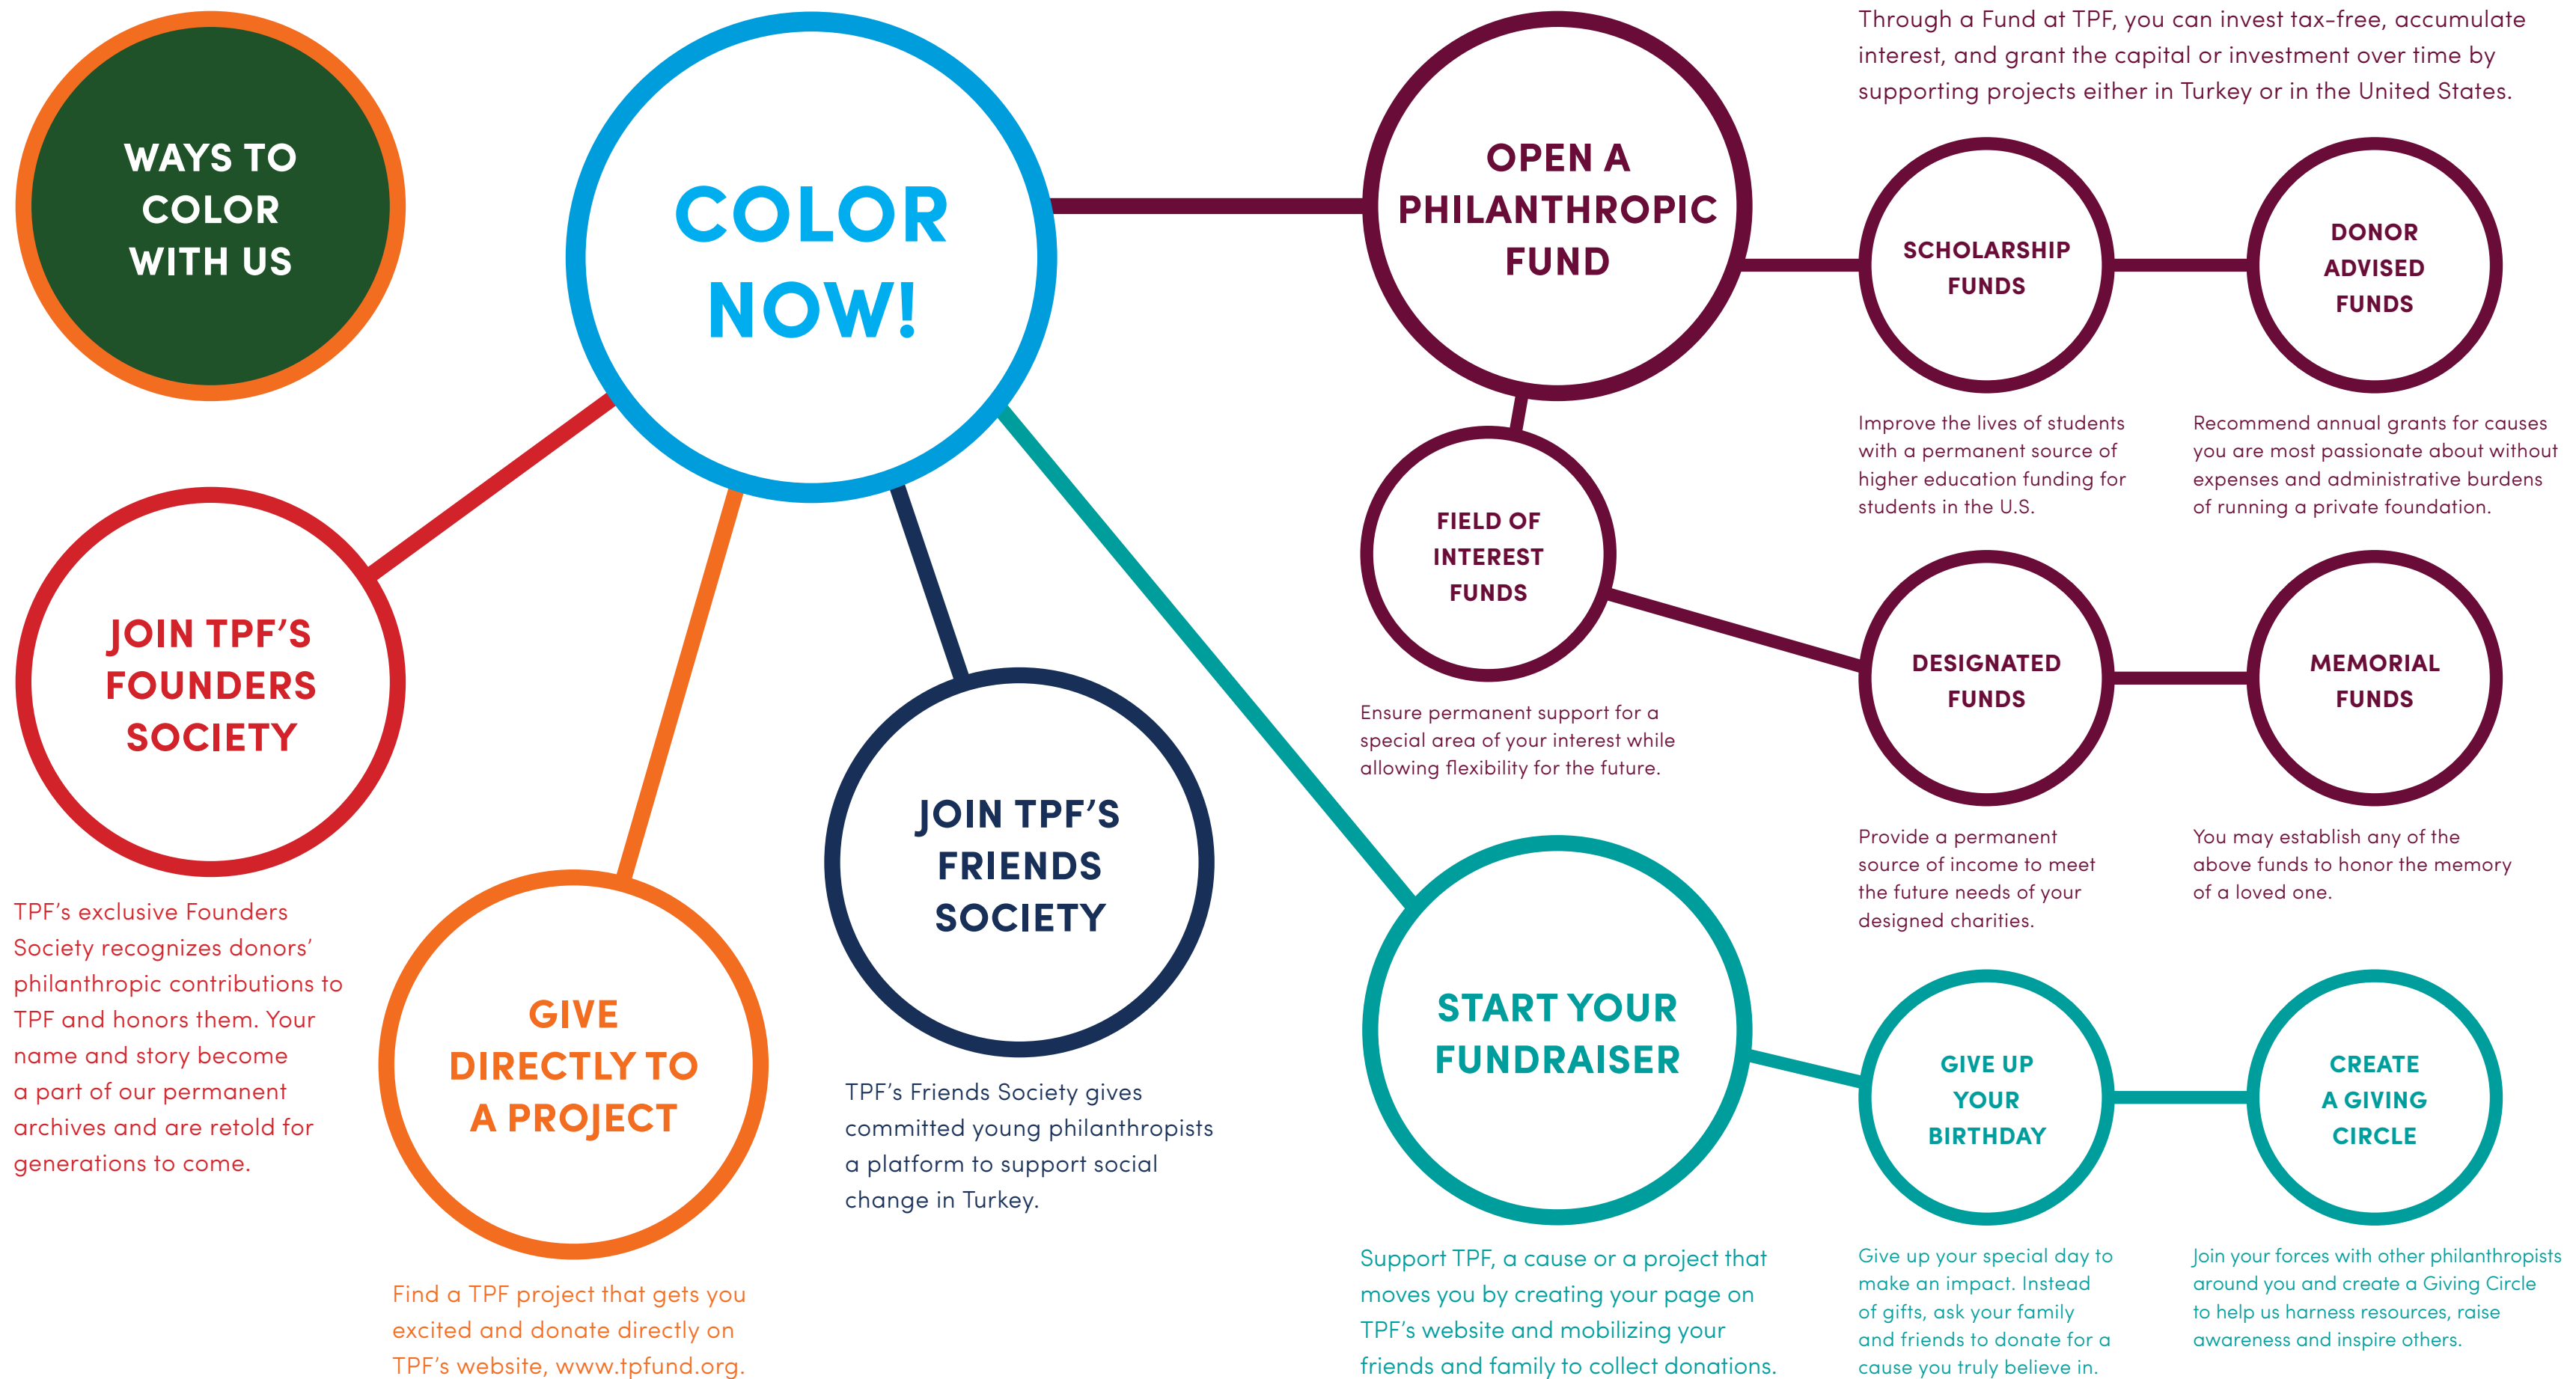 WAYS TO
COLOR
WITH US
COLOR
NOW!
OPEN A
PHILANTHROPIC
FUND
Through a Fund at TPF, you can invest tax-free, accumulate
interest, and grant the capital or investment over time by
supporting projects either in Turkey or in the United States.
SCHOLARSHIP
FUNDS
Improve the lives of students
with a permanent source of
higher education funding for
students in the U.S.
DONOR
ADVISED
FUNDS
Recommend annual grants for causes
you are most passionate about without
expenses and administrative burdens
of running a private foundation.
FIELD OF
INTEREST
FUNDS
Ensure permanent support for a
special area of your interest while
allowing flexibility for the future.
DESIGNATED
FUNDS
Provide a permanent
source of income to meet
the future needs of your
designed charities.
MEMORIAL
FUNDS
You may establish any of the
above funds to honor the memory
of a loved one.
JOIN TPF’S
FOUNDERS
SOCIETY
TPF’s exclusive Founders
Society recognizes donors’
philanthropic contributions to
TPF and honors them. Your
name and story become
a part of our permanent
archives and are retold for
generations to come.
GIVE
DIRECTLY TO
A PROJECT
Find a TPF project that gets you
excited and donate directly on
TPF’s website, www.tpfund.org.
JOIN TPF’S
FRIENDS
SOCIETY
TPF’s Friends Society gives
committed young philanthropists
a platform to support social
change in Turkey.
START YOUR
FUNDRAISER
Support TPF, a cause or a project that
moves you by creating your page on
TPF’s website and mobilizing your
friends and family to collect donations.
GIVE UP
YOUR
BIRTHDAY
Give up your special day to
make an impact. Instead
of gifts, ask your family
and friends to donate for a
cause you truly believe in.
CREATE
A GIVING
CIRCLE
Join your forces with other philanthropists
around you and create a Giving Circle
to help us harness resources, raise
awareness and inspire others.